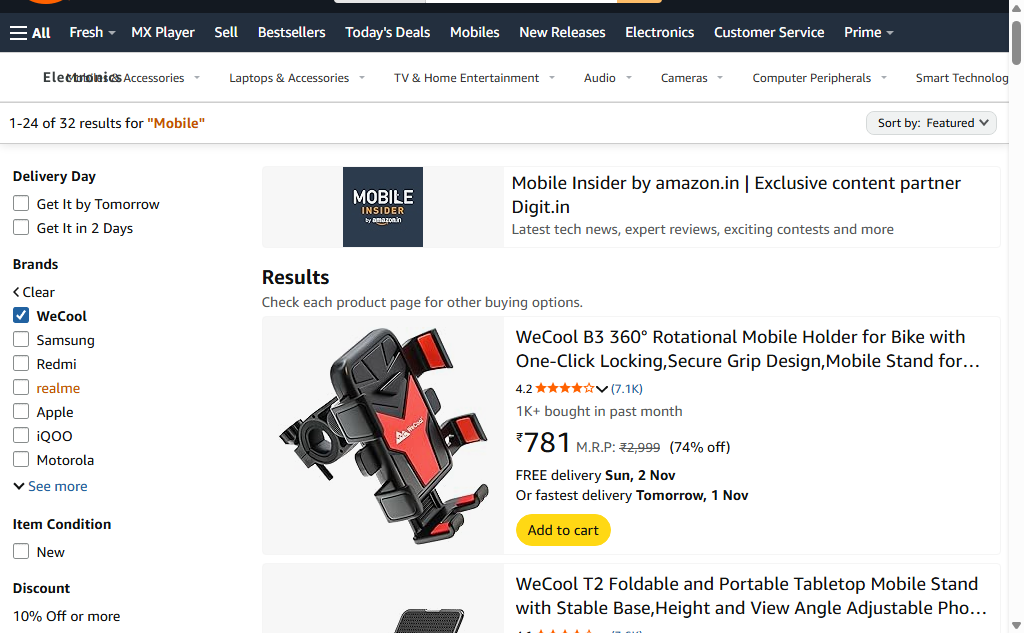 All Fresh MX Player Sell Bestsellers Today's Deals Mobiles New Releases Electronics Customer Service Prime
Electronics Mobiles & Accessories Laptops & Accessories TV & Home Entertainment Audio Cameras Computer Peripherals Smart Technolog
1-24 of 32 results for "Mobile"
Sort by: Featured
Delivery Day
Get It by Tomorrow
Get It in 2 Days
Brands
Clear
WeCool
Samsung
Redmi
realme
Apple
iQOO
Motorola
See more
Item Condition
New
Discount
10% Off or more
MOBILE
INSIDER
by amazon.in
Mobile Insider by amazon.in | Exclusive content partner
Digit.in
Latest tech news, expert reviews, exciting contests and more
Results
Check each product page for other buying options.
WeCool
WeCool B3 360° Rotational Mobile Holder for Bike with
One-Click Locking,Secure Grip Design,Mobile Stand for…
4.2 (7.1K)
1K+ bought in past month
₹781 M.R.P: ₹2,999 (74% off)
FREE delivery Sun, 2 Nov
Or fastest delivery Tomorrow, 1 Nov
Add to cart
WeCool T2 Foldable and Portable Tabletop Mobile Stand
with Stable Base,Height and View Angle Adjustable Pho…